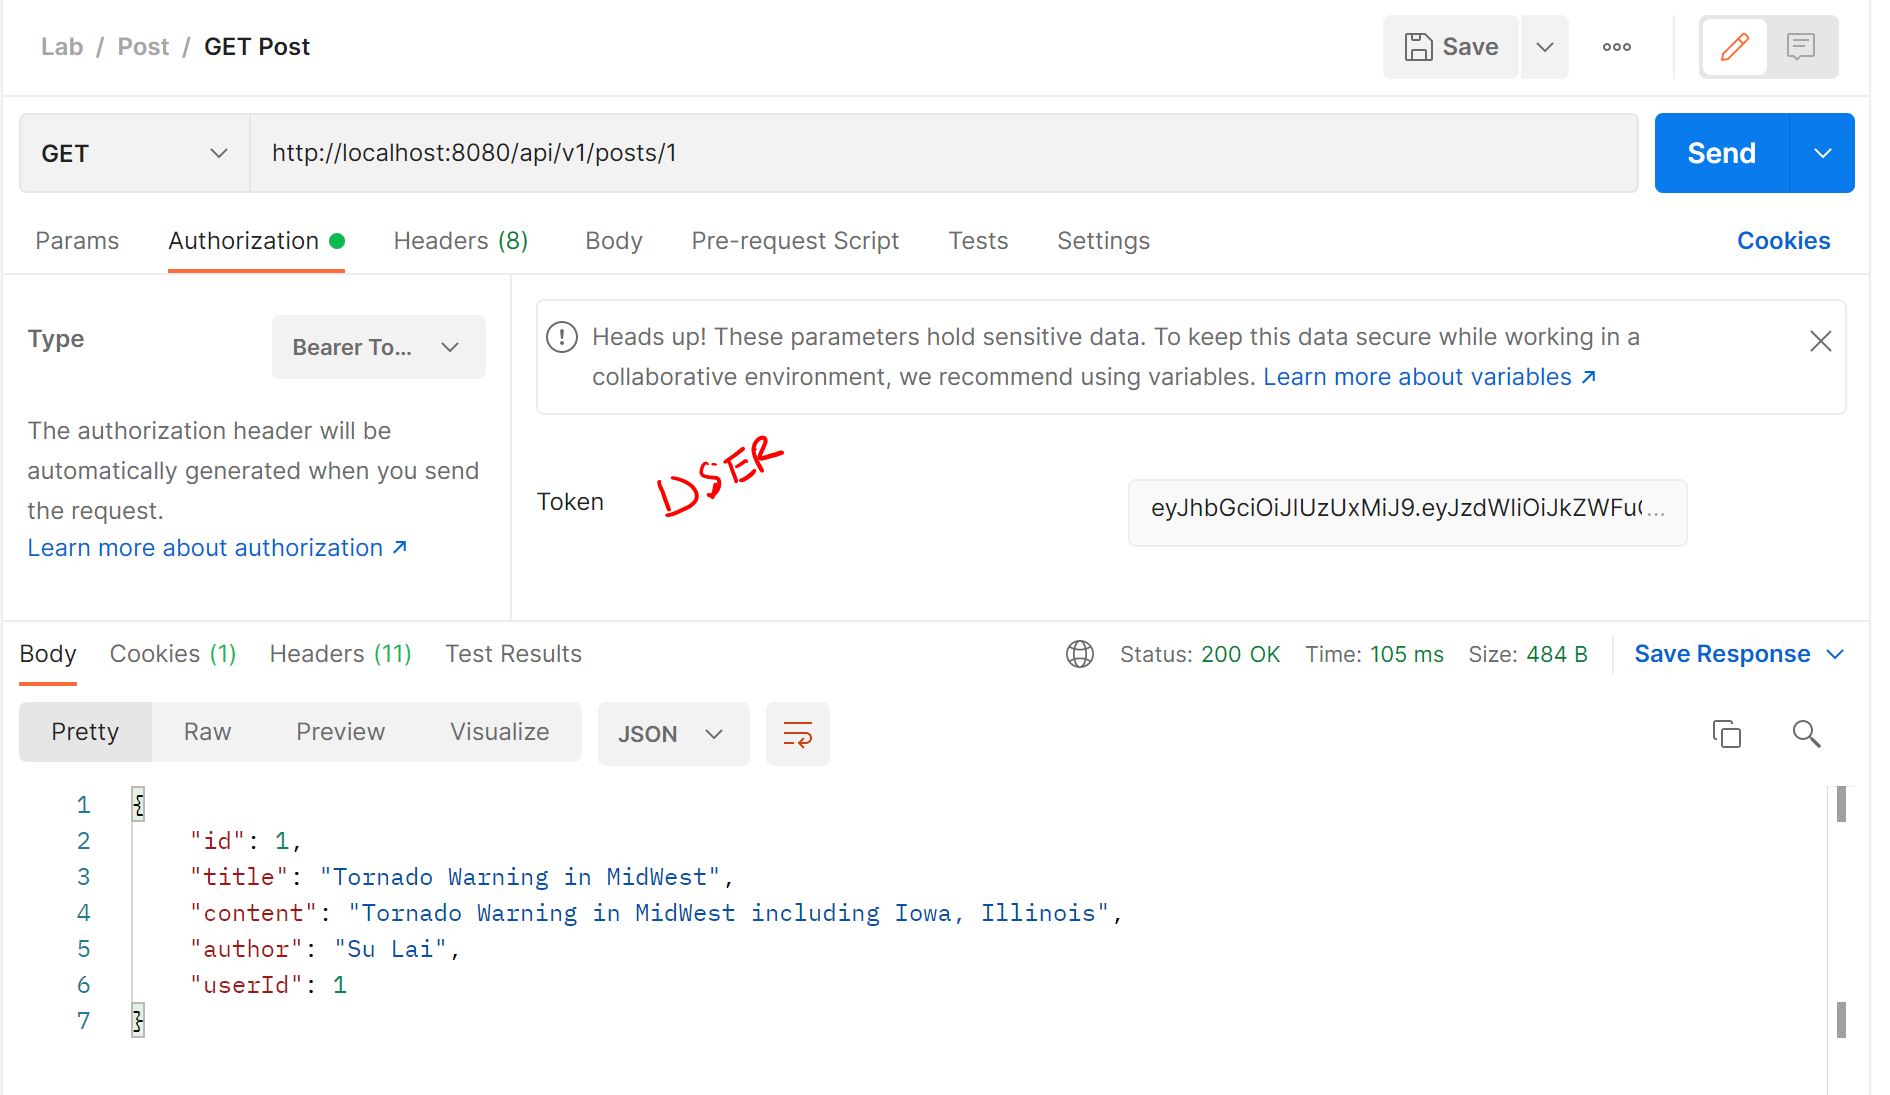 Lab / Post / GET Post
Save
GET
http://localhost:8080/api/v1/posts/1
Send
Params Authorization Headers (8) Body Pre-request Script Tests Settings Cookies
Type
Bearer To...
Heads up! These parameters hold sensitive data. To keep this data secure while working in a
collaborative environment, we recommend using variables. Learn more about variables ↗
The authorization header will be
automatically generated when you send
the request.
Learn more about authorization ↗
Token
DSER
eyJhbGciOiJIUzUxMiJ9.eyJzdWIiOiJkZWFu...
Body Cookies (1) Headers (11) Test Results
Status: 200 OK Time: 105 ms Size: 484 B Save Response
Pretty Raw Preview Visualize JSON
1 {
2 "id": 1,
3 "title": "Tornado Warning in MidWest",
4 "content": "Tornado Warning in MidWest including Iowa, Illinois",
5 "author": "Su Lai",
6 "userId": 1
7 }